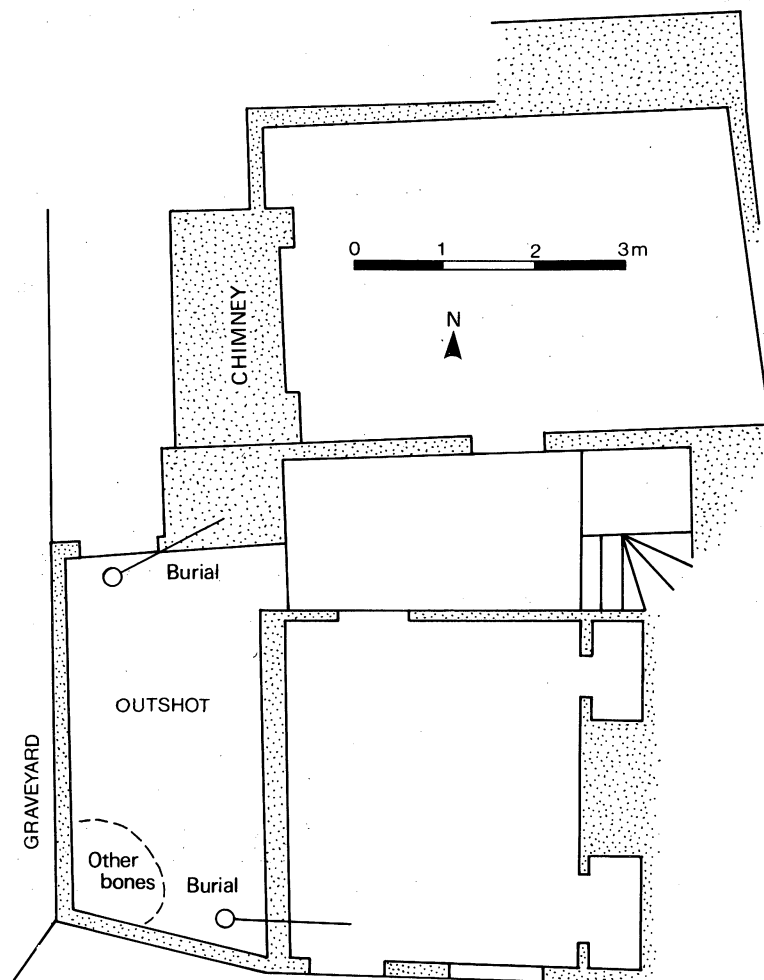 0 1 2 3m
N
CHIMNEY
Burial
OUTSHOT
GRAVEYARD
Other
bones
Burial